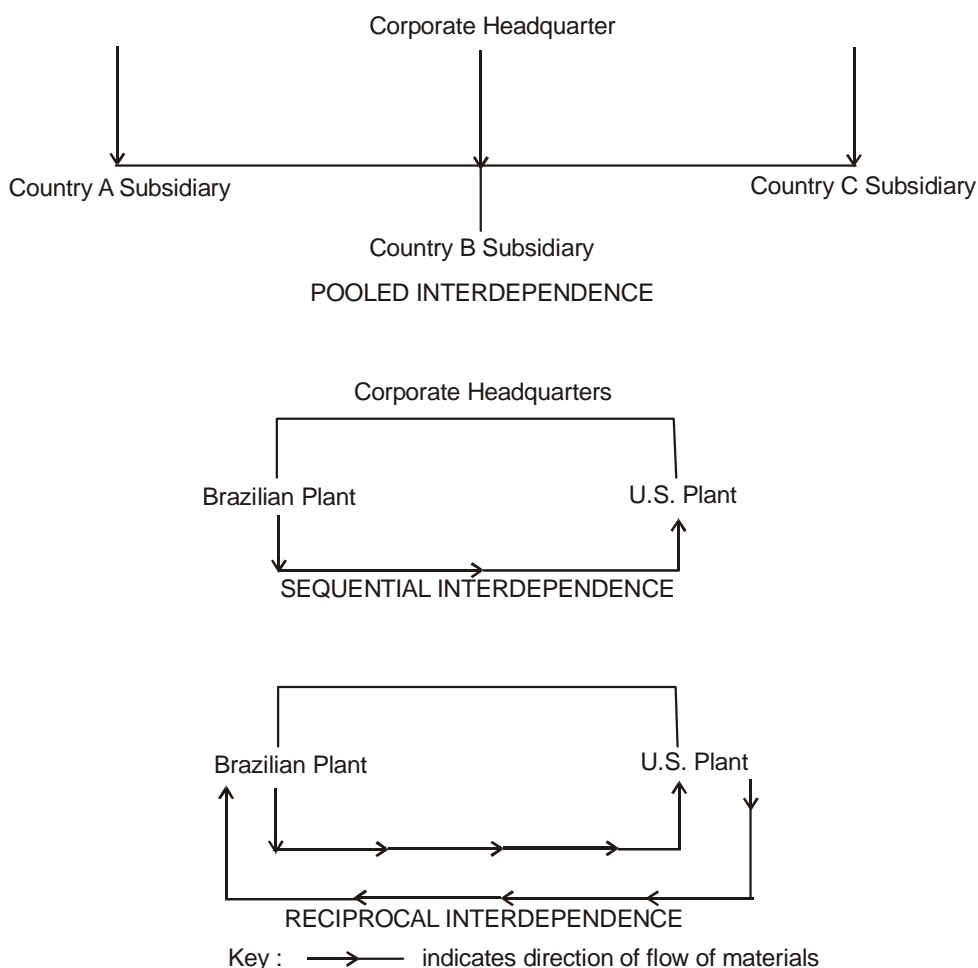 Corporate Headquarter
Country A Subsidiary
Country C Subsidiary
Country B Subsidiary
POOLED INTERDEPENDENCE
Corporate Headquarters
Brazilian Plant
U.S. Plant
SEQUENTIAL INTERDEPENDENCE
Brazilian Plant
U.S. Plant
RECIPROCAL INTERDEPENDENCE
Key : indicates direction of flow of materials